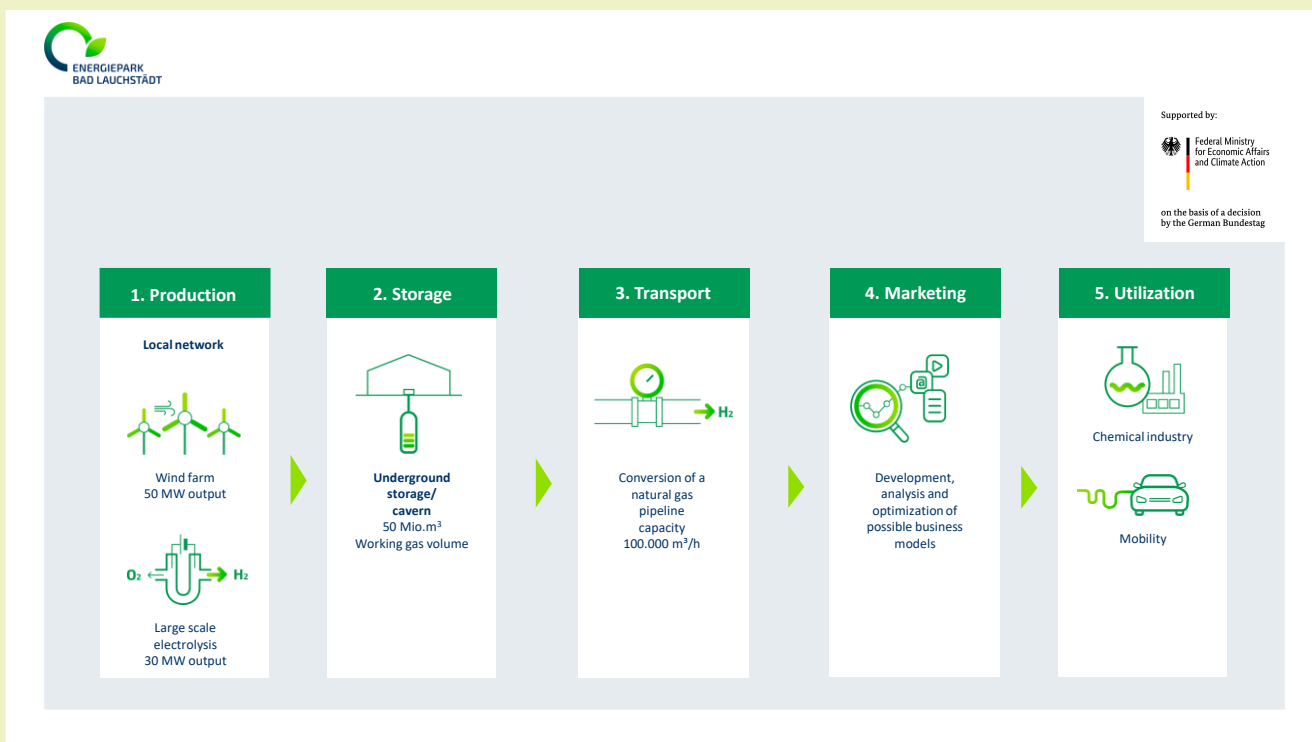 ENERGIEPARK
BAD LAUCHSTÄDT
Supported by:
Federal Ministry
for Economic Affairs
and Climate Action
on the basis of a decision
by the German Bundestag
1. Production
Local network
Wind farm
50 MW output
O₂
H₂
Large scale
electrolysis
30 MW output
2. Storage
Underground
storage/
cavern
50 Mio.m³
Working gas volume
3. Transport
H₂
Conversion of a
natural gas
pipeline
capacity
100.000 m³/h
4. Marketing
@
Development,
analysis and
optimization of
possible business
models
5. Utilization
Chemical industry
Mobility